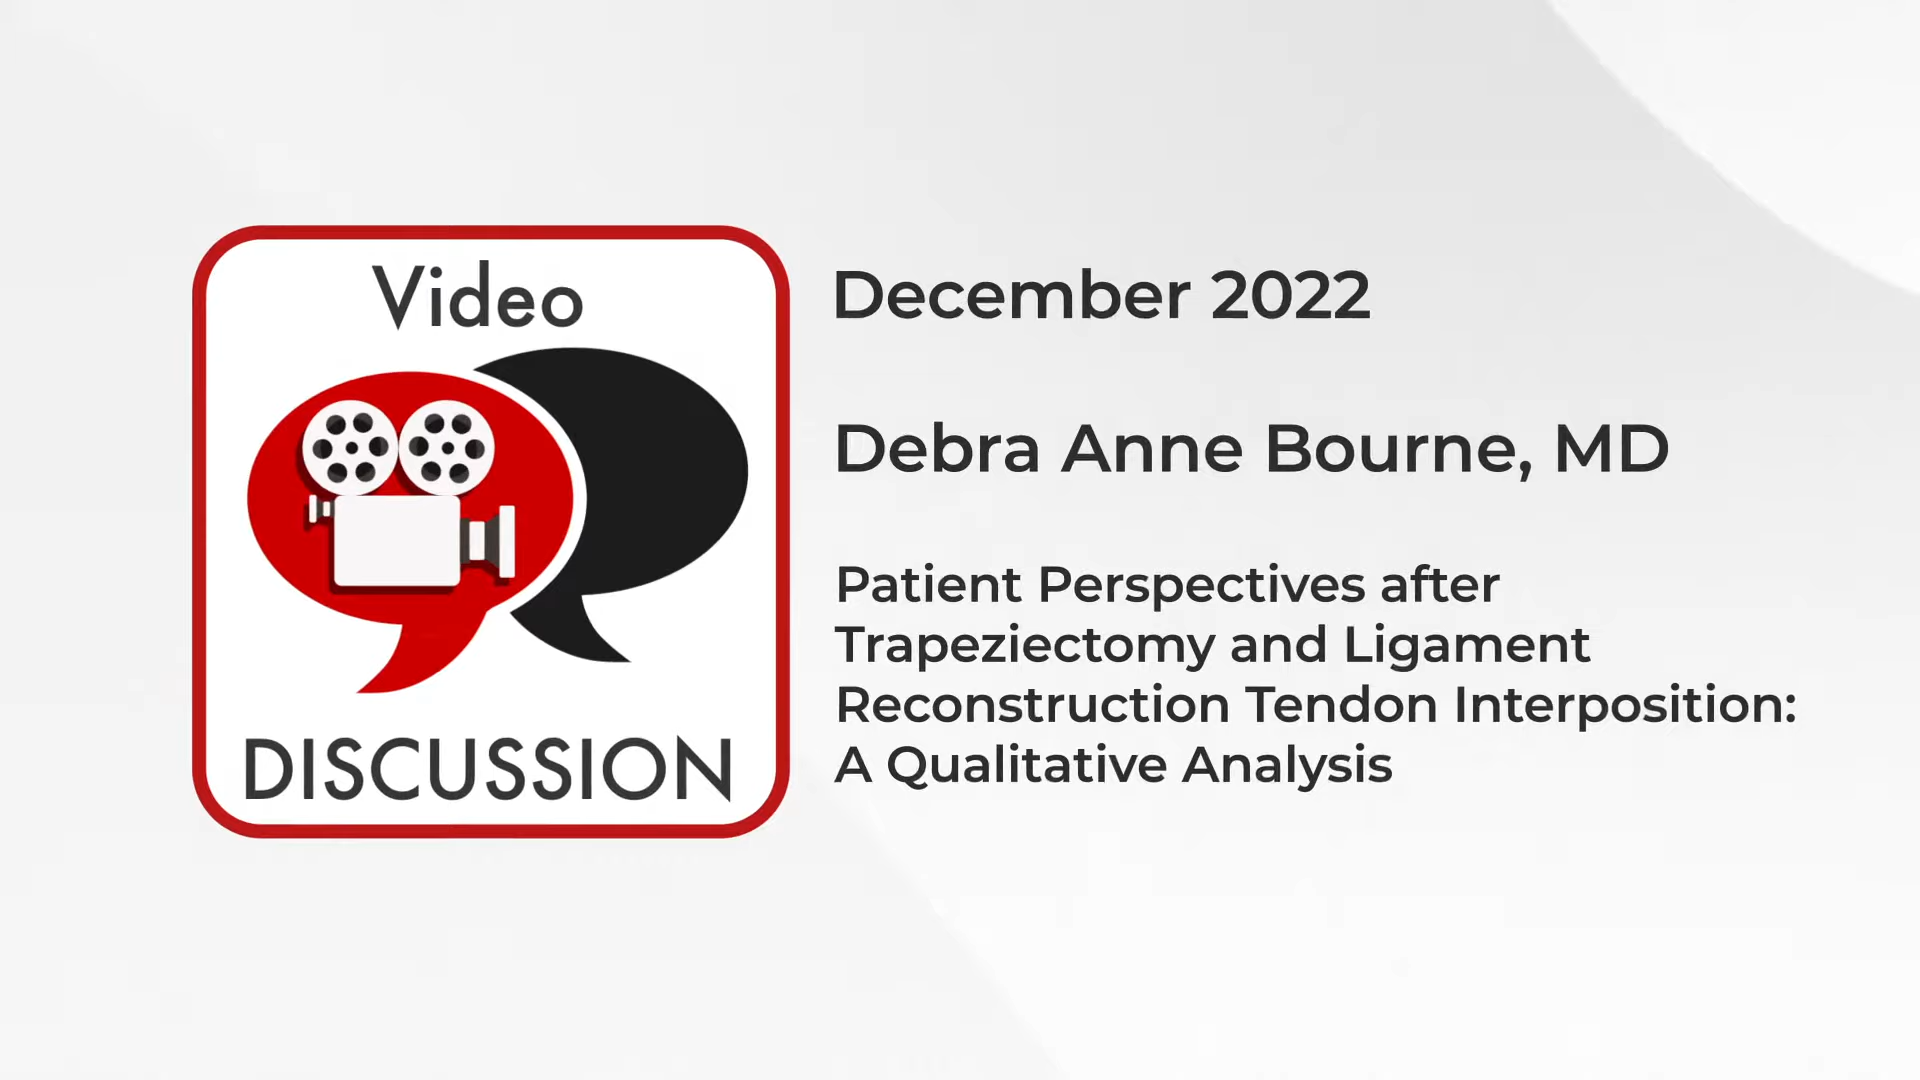 Video
DISCUSSION
December 2022
Debra Anne Bourne, MD
Patient Perspectives after
Trapeziectomy and Ligament
Reconstruction Tendon Interposition:
A Qualitative Analysis